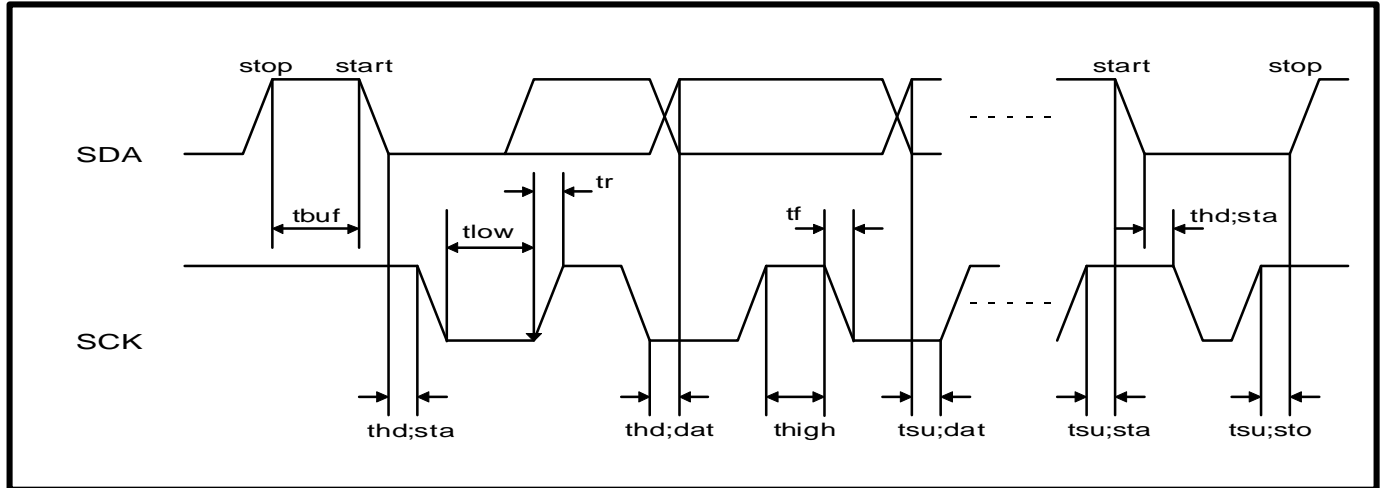 stop start start stop
SDA
tr
tbuf tlow tf thd;sta
SCK
thd;sta thd;dat thigh tsu;dat tsu;sta tsu;sto